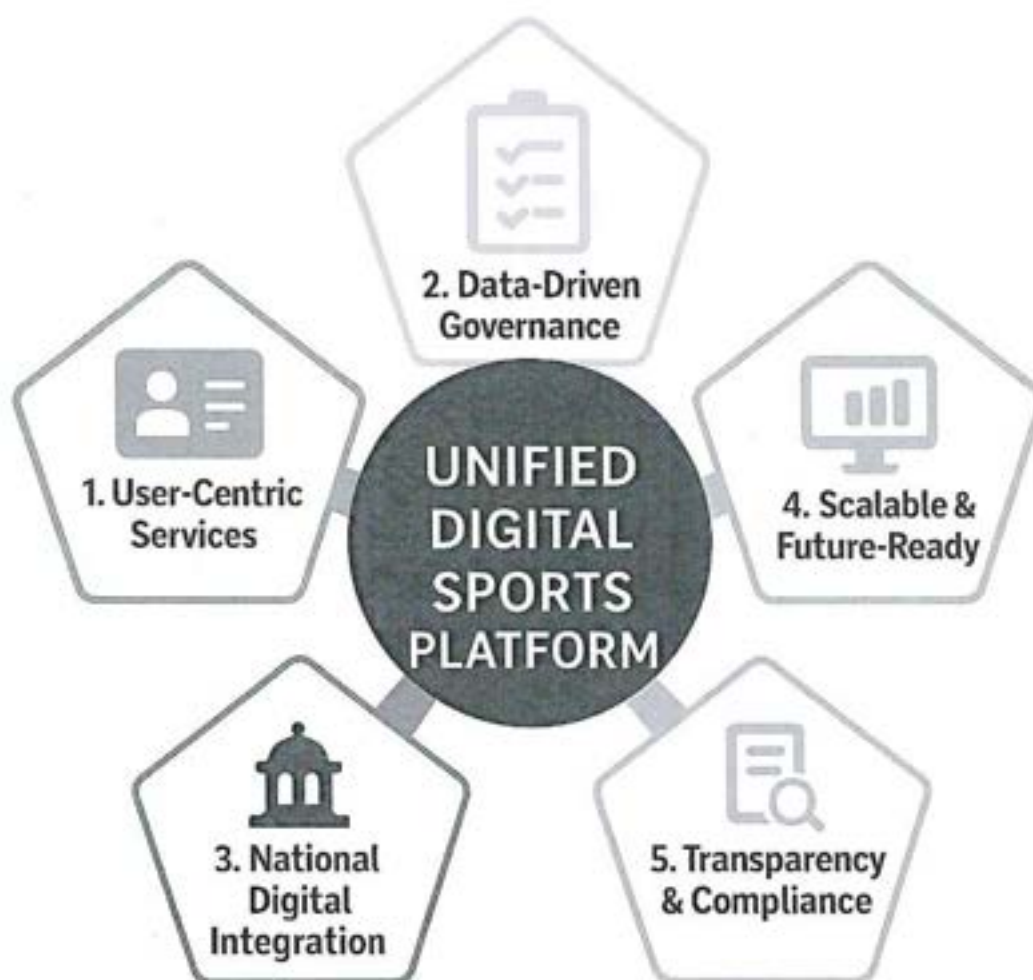 2. Data-Driven
Governance
1. User-Centric
Services
UNIFIED
DIGITAL
SPORTS
PLATFORM
4. Scalable &
Future-Ready
3. National
Digital
Integration
5. Transparency
& Compliance